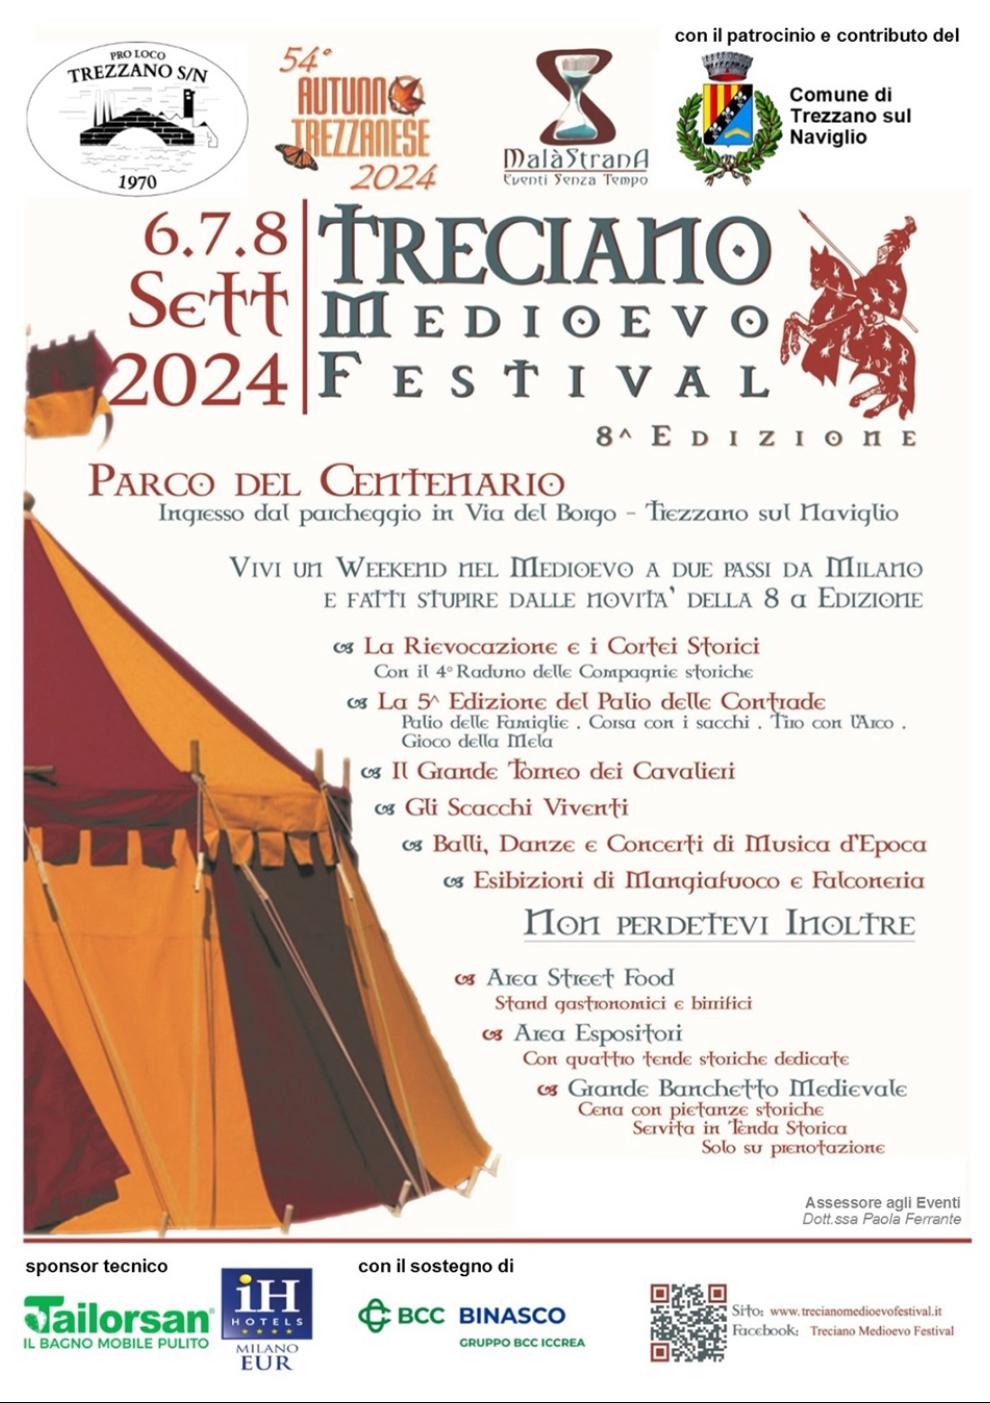 PRO LOCO
TREZZANO S/N
1970
54°
AUTUNNO
TREZZANESE
2024
MalàStranA
Eventi Senza Tempo
con il patrocinio e contributo del
Comune di
Trezzano sul
Naviglio
6.7.8
Sett
2024
Treciano
Medioevo
Festival
8^ Edizione
Parco del Centenario
Ingresso dal parcheggio in Via del Borgo - Trezzano sul Naviglio
Vivi un Weekend nel Medioevo a due passi da Milano
e fatti stupire dalle novita' della 8 a Edizione
La Rievocazione e i Cortei Storici
Con il 4° Raduno delle Compagnie storiche
La 5^ Edizione del Palio delle Contrade
Palio delle Famiglie . Corsa con i sacchi . Tiro con l'Arco .
Gioco della Mela
Il Grande Torneo dei Cavalieri
Gli Scacchi Viventi
Balli, Danze e Concerti di Musica d'Epoca
Esibizioni di Mangiafuoco e Falconeria
Non perdetevi Inoltre
Area Street Food
Stand gastronomici e birrifici
Area Espositori
Con quattro tende storiche dedicate
Grande Banchetto Medievale
Cena con pietanze storiche
Servita in Tenda Storica
Solo su prenotazione
Assessore agli Eventi
Dott.ssa Paola Ferrante
sponsor tecnico
Tailorsan
IL BAGNO MOBILE PULITO
iH
HOTELS
MILANO
EUR
con il sostegno di
BCC BINASCO
GRUPPO BCC ICCREA
Sito: www.trecianomedioevofestival.it
Facebook: Treciano Medioevo Festival